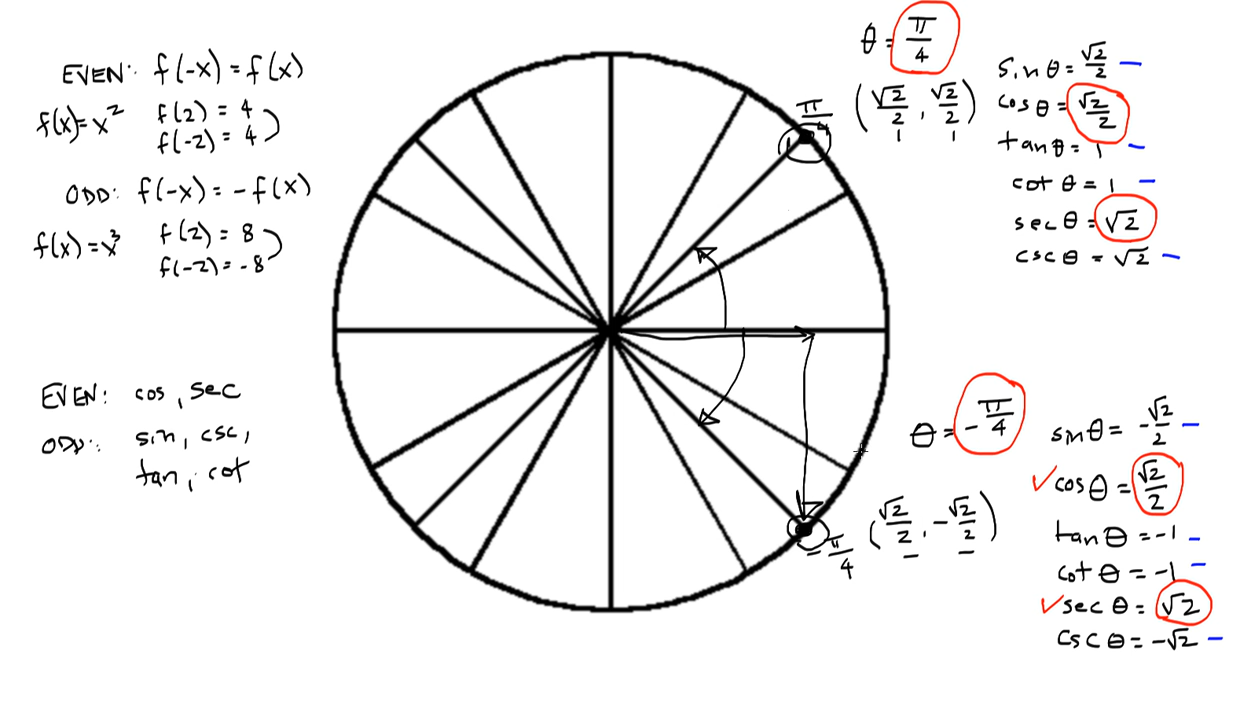 EVEN: f(-x) = f(x)
f(x)=x² f(2) = 4
f(-2) = 4
ODD: f(-x) = -f(x)
f(x)=x³ f(2) = 8
f(-2) = -8
EVEN: cos, sec
ODD: sin, csc,
tan, cot
θ = π/4
π/4 (√2/2, √2/2)
1 1
sin θ = √2/2 –
cos θ = √2/2
tan θ = 1 –
cot θ = 1 –
sec θ = √2
csc θ = √2 –
θ = -π/4
-π/4 (√2/2, -√2/2)
sin θ = -√2/2 –
✓cos θ = √2/2
tan θ = -1 –
cot θ = -1 –
✓sec θ = √2
csc θ = -√2 –